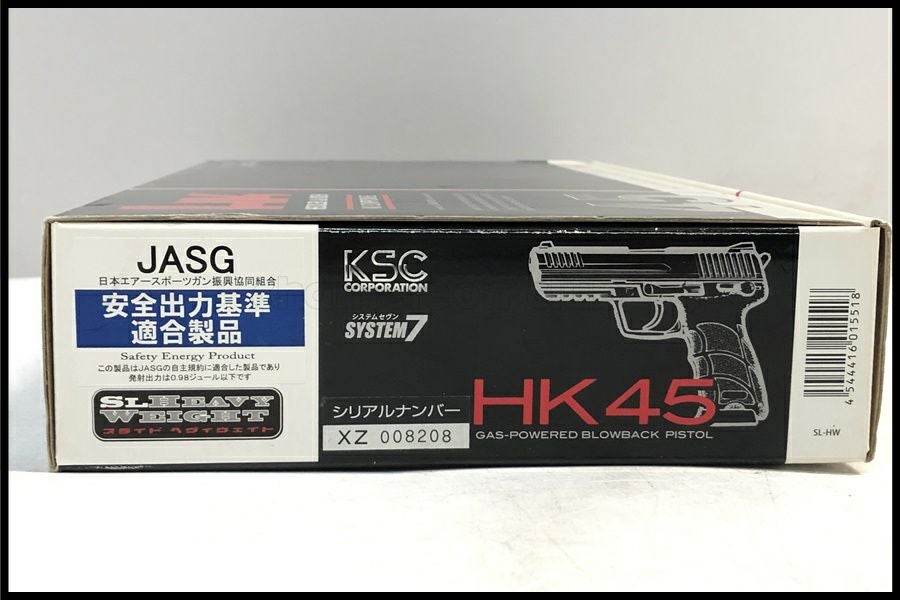 JASG
日本エアースポーツガン振興協同組合
安全出力基準
適合製品
Safety Energy Product
この製品はJASGの自主規約に適合した製品であり
発射出力は0.98ジュール以下です
SL.HEAVY
WEIGHT
スライド ヘヴィウェイト
KSC
CORPORATION
システムセヴン
SYSTEM7
シリアルナンバー
XZ 008208
HK45
GAS-POWERED BLOWBACK PISTOL
4 544416 015518
SL-HW